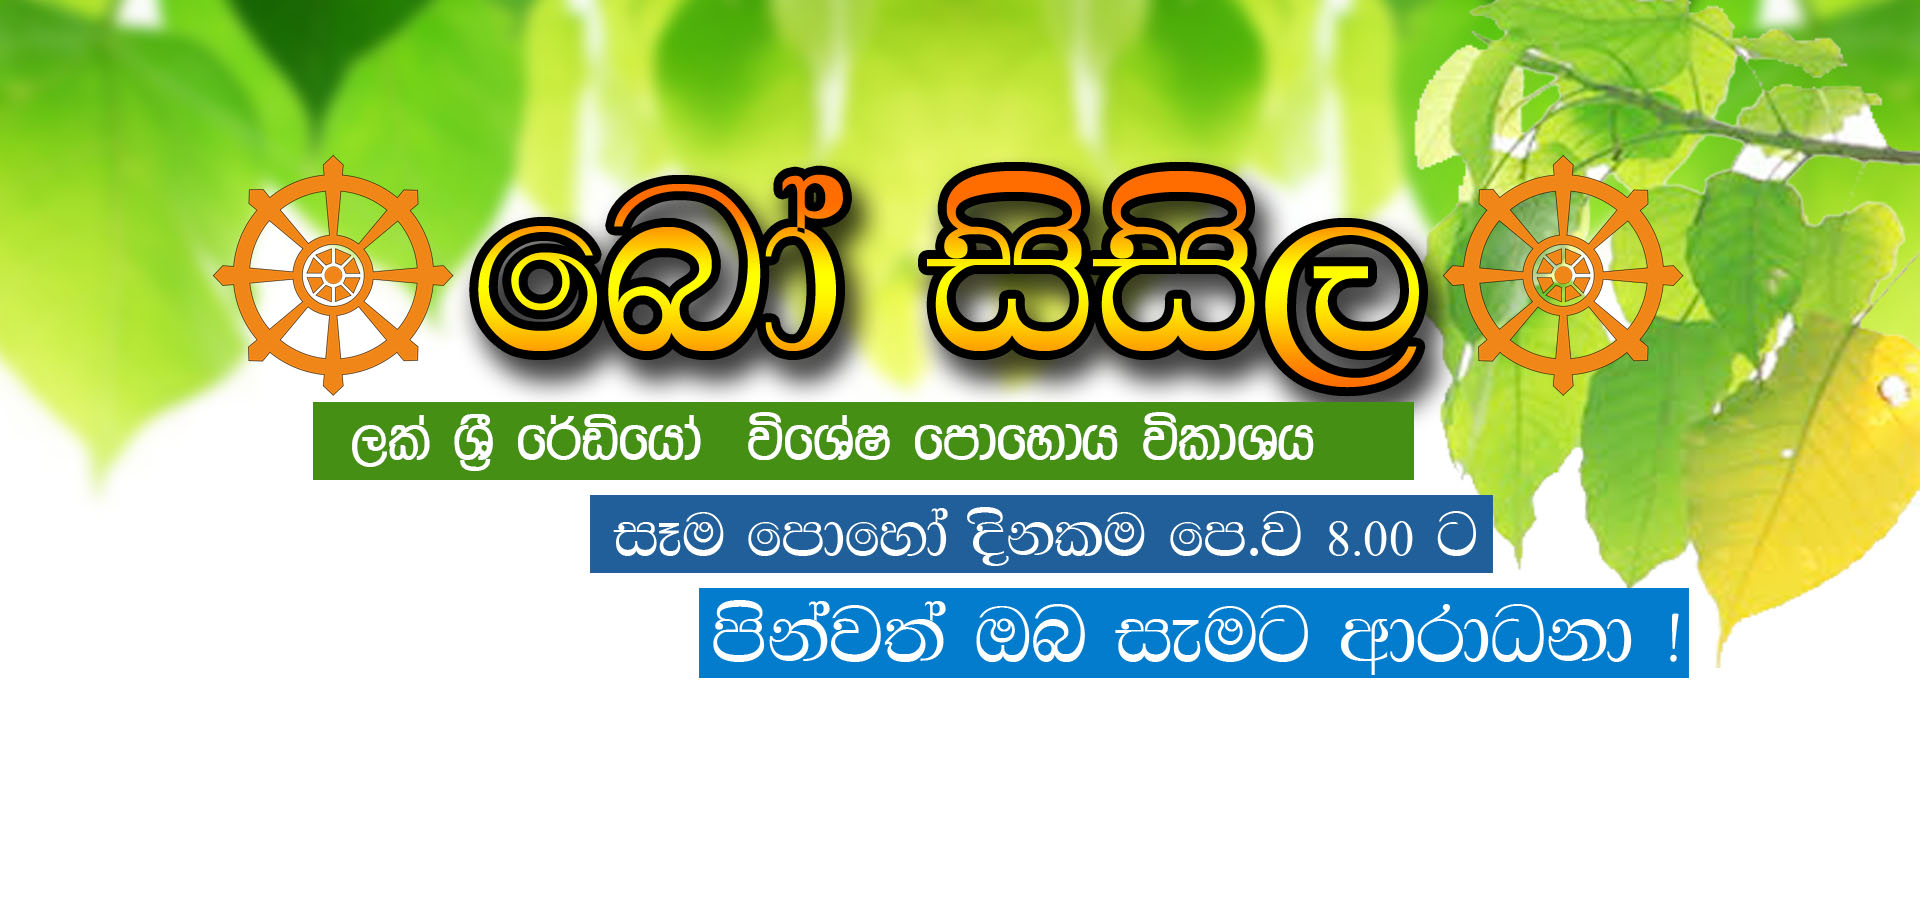 බෝ සිසිල
ලක් ශ්‍රී රේඩියෝ විශේෂ පොහොය විකාශය
සෑම පොහෝ දිනකම පෙ.ව 8.00 ට
පින්වත් ඔබ සැමට ආරාධනා !